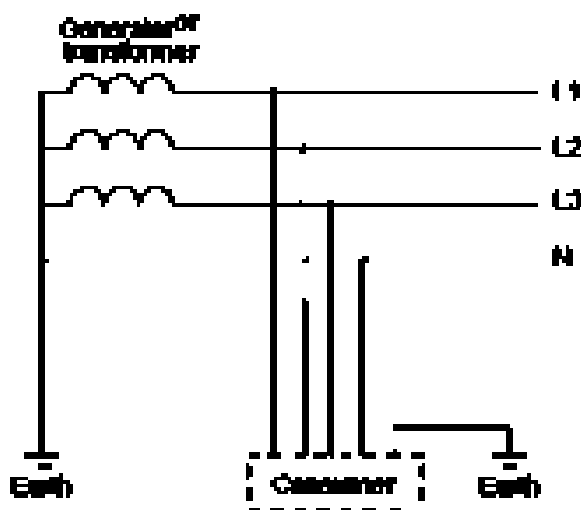 Generator or
transformer
L1
L2
L3
N
Earth
Consumer
Earth